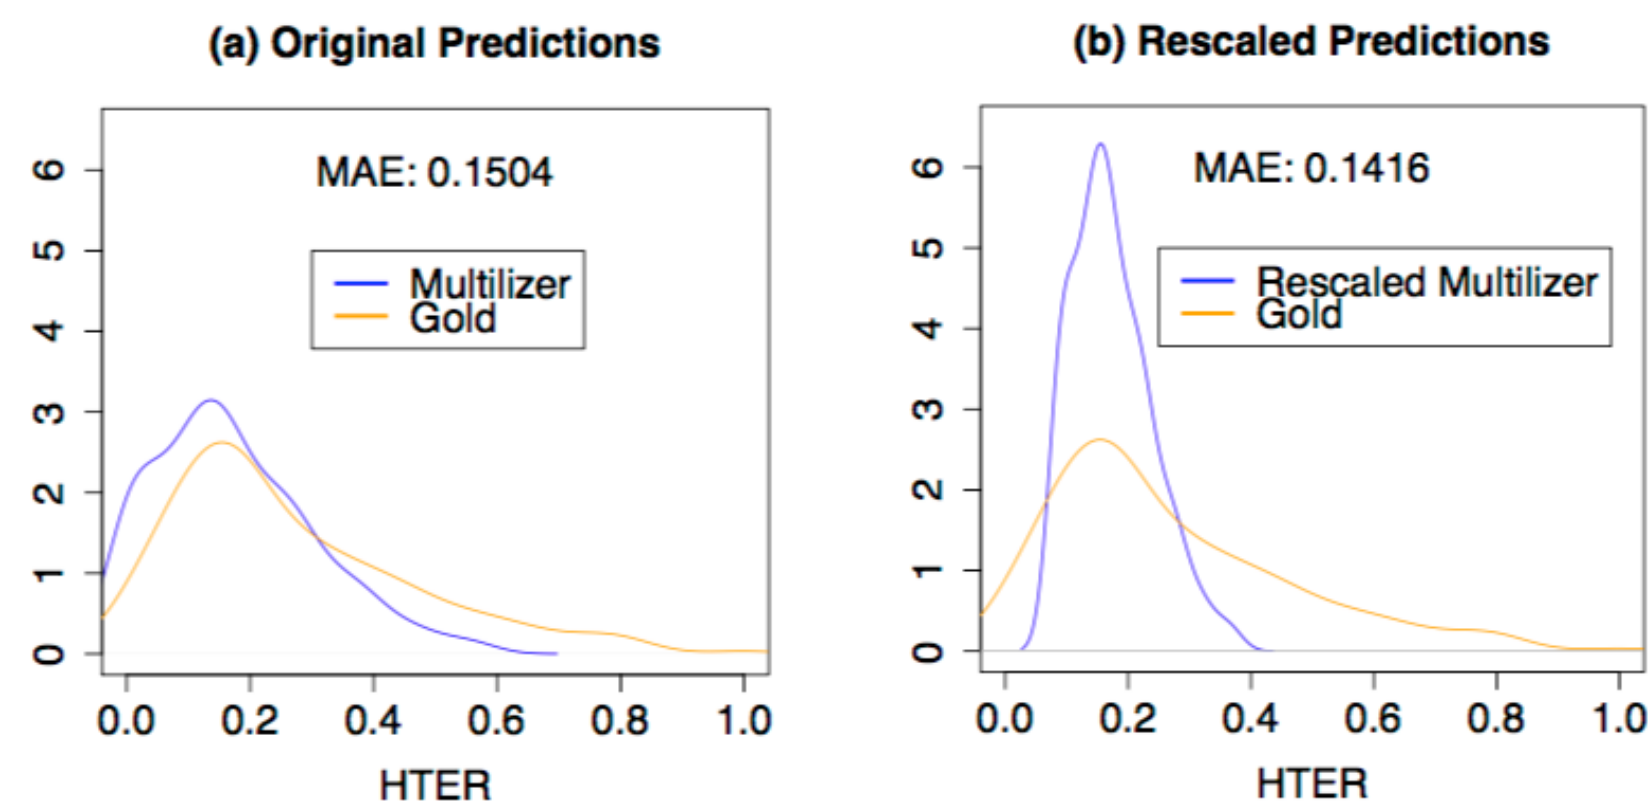 (a) Original Predictions
MAE: 0.1504
Multilizer
Gold
6
5
4
3
2
1
0
0.0 0.2 0.4 0.6 0.8 1.0
HTER
(b) Rescaled Predictions
MAE: 0.1416
Rescaled Multilizer
Gold
6
5
4
3
2
1
0
0.0 0.2 0.4 0.6 0.8 1.0
HTER